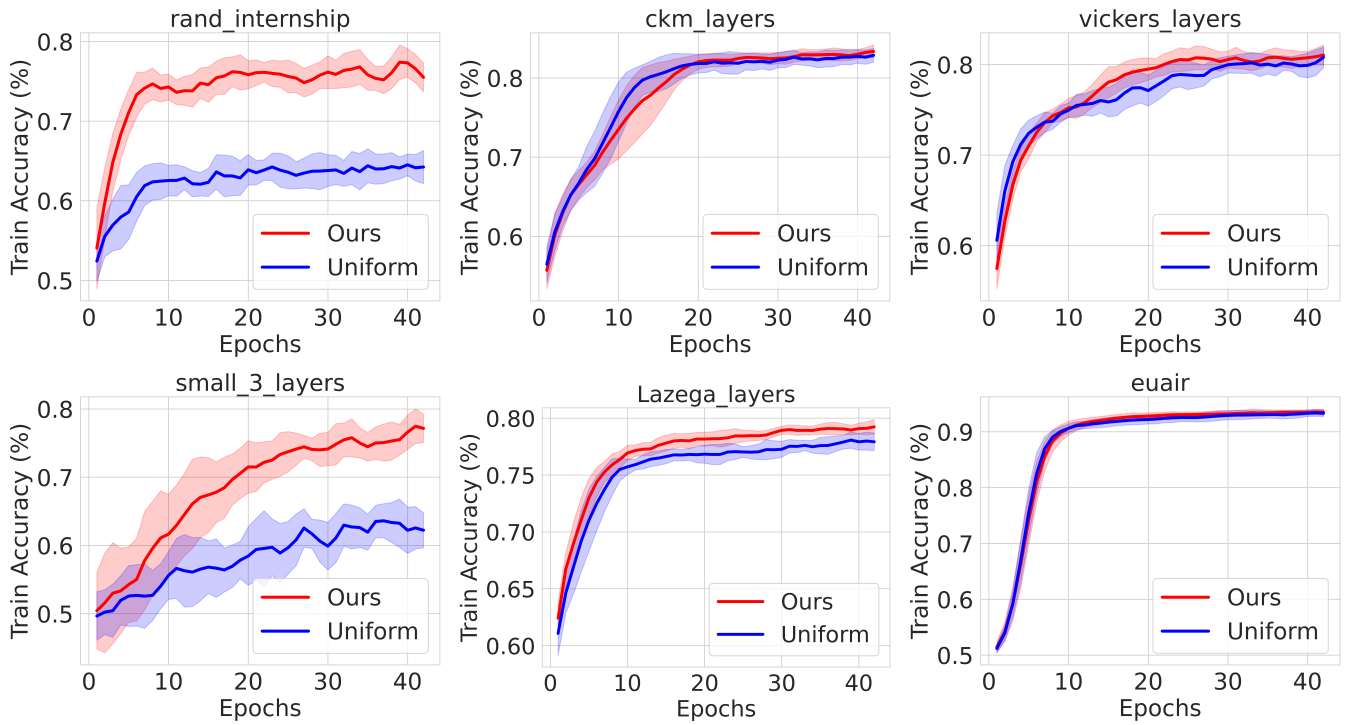 rand_internship
Train Accuracy (%)
0.8
0.7
0.6
0.5
Ours
Uniform
0 10 20 30 40
Epochs
ckm_layers
Train Accuracy (%)
0.8
0.7
0.6
Ours
Uniform
0 10 20 30 40
Epochs
vickers_layers
Train Accuracy (%)
0.8
0.7
0.6
Ours
Uniform
0 10 20 30 40
Epochs
small_3_layers
Train Accuracy (%)
0.8
0.7
0.6
0.5
Ours
Uniform
0 10 20 30 40
Epochs
Lazega_layers
Train Accuracy (%)
0.80
0.75
0.70
0.65
0.60
Ours
Uniform
0 10 20 30 40
Epochs
euair
Train Accuracy (%)
0.9
0.8
0.7
0.6
0.5
Ours
Uniform
0 10 20 30 40
Epochs